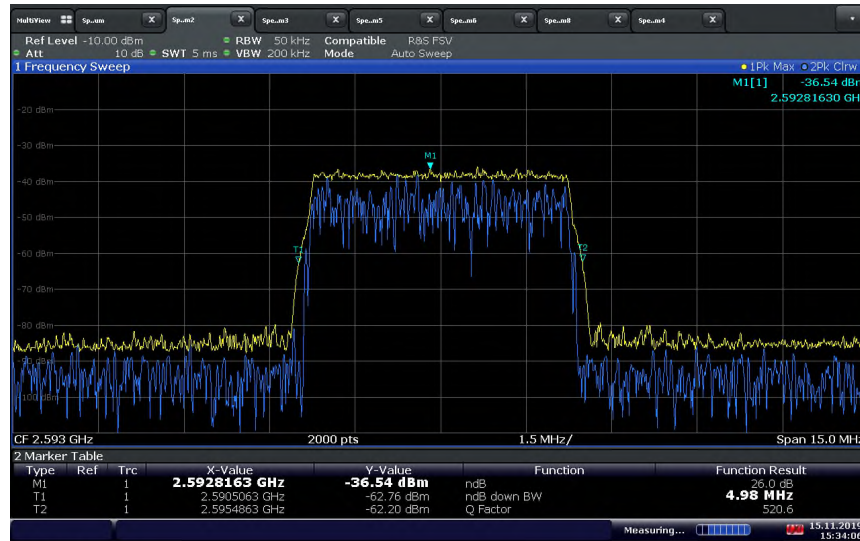 MultiView Sp..um X Sp..m2 X Spe..m3 X Spe..m5 X Spe..m6 X Spe..m8 X Spe..m4 X
Ref Level -10.00 dBm RBW 50 kHz Compatible R&S FSV
Att 10 dB SWT 5 ms VBW 200 kHz Mode Auto Sweep
1 Frequency Sweep 1Pk Max 2Pk Clrw
M1[1] -36.54 dBr
2.59281630 GH
-20 dBm
-30 dBm
M1
-40 dBm
-50 dBm
T1 T2
-60 dBm
-70 dBm
-80 dBm
-90 dBm
-100 dBm
CF 2.593 GHz 2000 pts 1.5 MHz/ Span 15.0 MHz
2 Marker Table
Type Ref Trc X-Value Y-Value Function Function Result
M1 1 2.5928163 GHz -36.54 dBm ndB 26.0 dB
T1 1 2.5905063 GHz -62.76 dBm ndB down BW 4.98 MHz
T2 1 2.5954863 GHz -62.20 dBm Q Factor 520.6
Measuring... 15.11.2019
15:34:06